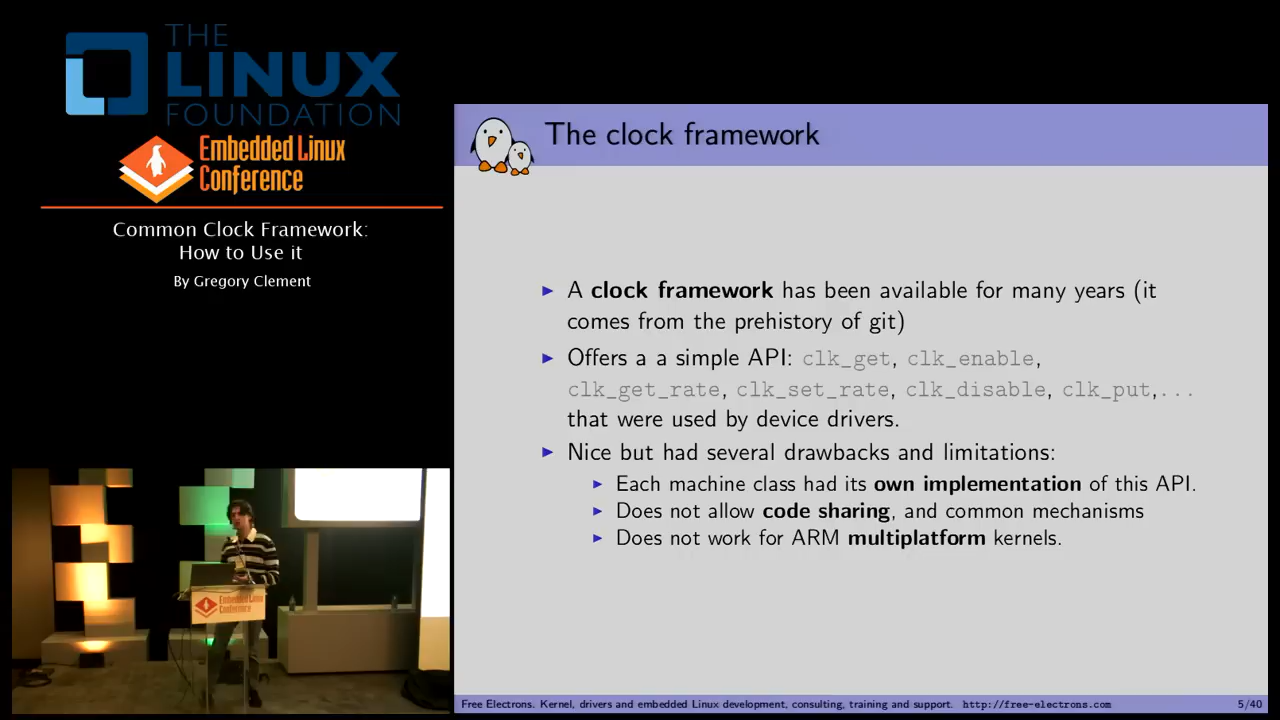 THE
LINUX
FOUNDATION
Embedded Linux
Conference
Common Clock Framework:
How to Use it
By Gregory Clement
The clock framework
▶ A clock framework has been available for many years (it
comes from the prehistory of git)
▶ Offers a a simple API: clk_get, clk_enable,
clk_get_rate, clk_set_rate, clk_disable, clk_put,...
that were used by device drivers.
▶ Nice but had several drawbacks and limitations:
▶ Each machine class had its own implementation of this API.
▶ Does not allow code sharing, and common mechanisms
▶ Does not work for ARM multiplatform kernels.
Embedded Linux
Conference
Free Electrons. Kernel, drivers and embedded Linux development, consulting, training and support. http://free-electrons.com 5/40